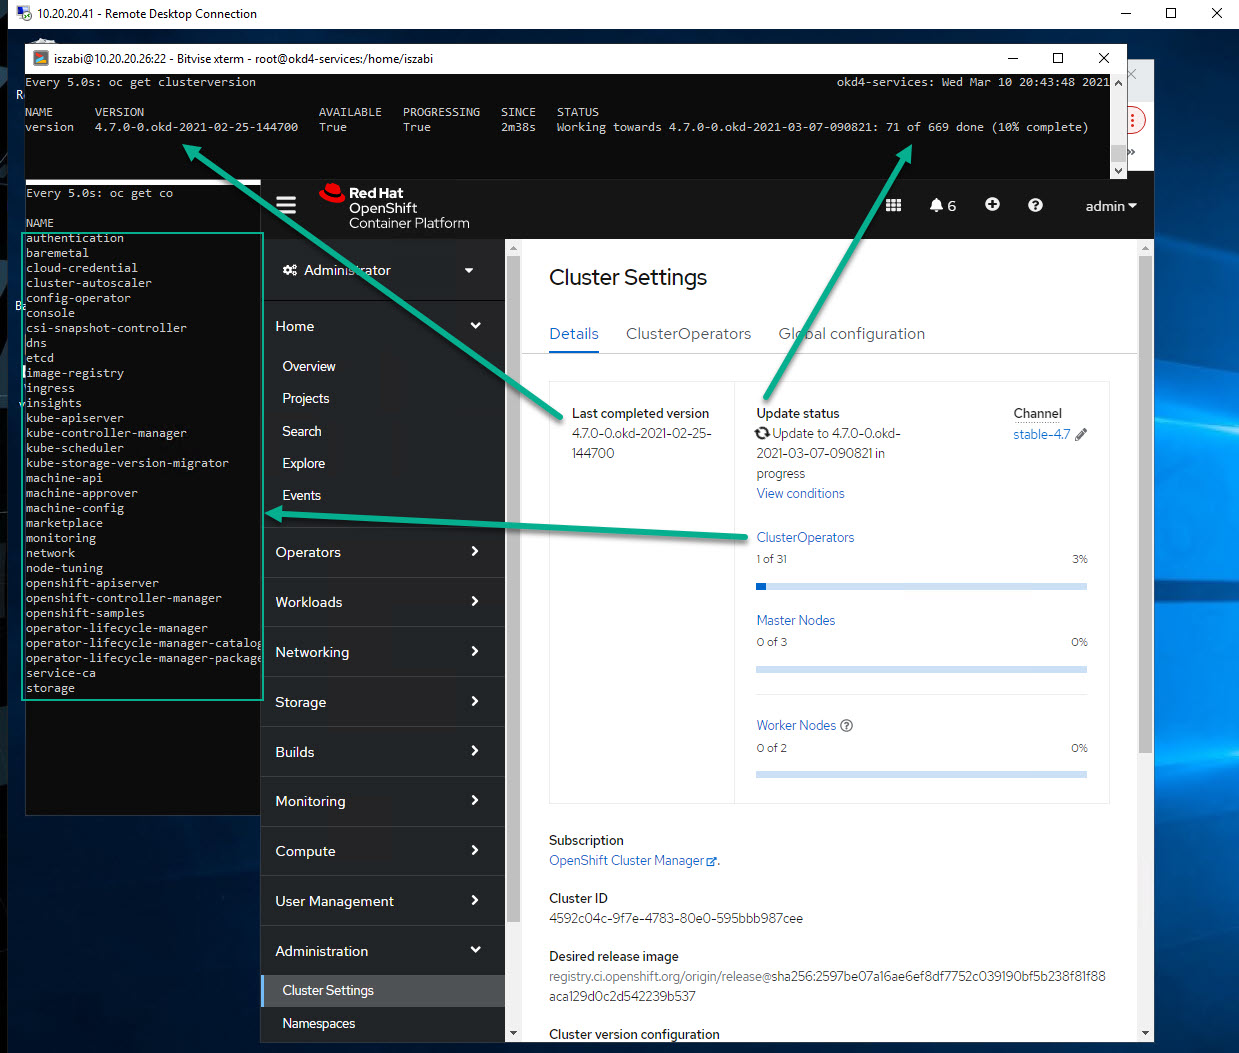 10.20.20.41 - Remote Desktop Connection
iszabi@10.20.20.26:22 - Bitvise xterm - root@okd4-services:/home/iszabi
Every 5.0s: oc get clusterversion okd4-services: Wed Mar 10 20:43:48 2021
NAME VERSION AVAILABLE PROGRESSING SINCE STATUS
version 4.7.0-0.okd-2021-02-25-144700 True True 2m38s Working towards 4.7.0-0.okd-2021-03-07-090821: 71 of 669 done (10% complete)
Every 5.0s: oc get co
NAME
authentication
baremetal
cloud-credential
cluster-autoscaler
config-operator
console
csi-snapshot-controller
dns
etcd
image-registry
ingress
insights
kube-apiserver
kube-controller-manager
kube-scheduler
kube-storage-version-migrator
machine-api
machine-approver
machine-config
marketplace
monitoring
network
node-tuning
openshift-apiserver
openshift-controller-manager
openshift-samples
operator-lifecycle-manager
operator-lifecycle-manager-catalog
operator-lifecycle-manager-package
service-ca
storage
Red Hat
OpenShift
Container Platform
6
admin
Administrator
Home
Overview
Projects
Search
Explore
Events
Operators
Workloads
Networking
Storage
Builds
Monitoring
Compute
User Management
Administration
Cluster Settings
Namespaces
Cluster Settings
Details ClusterOperators Global configuration
Last completed version
4.7.0-0.okd-2021-02-25-
144700
Update status
Update to 4.7.0-0.okd-
2021-03-07-090821 in
progress
View conditions
Channel
stable-4.7
ClusterOperators
1 of 31 3%
Master Nodes
0 of 3 0%
Worker Nodes
0 of 2 0%
Subscription
OpenShift Cluster Manager.
Cluster ID
4592c04c-9f7e-4783-80e0-595bbb987cee
Desired release image
registry.ci.openshift.org/origin/release@sha256:2597be07a16ae6ef8df7752c039190bf5b238f81f88
aca129d0c2d542239b537
Cluster version configuration